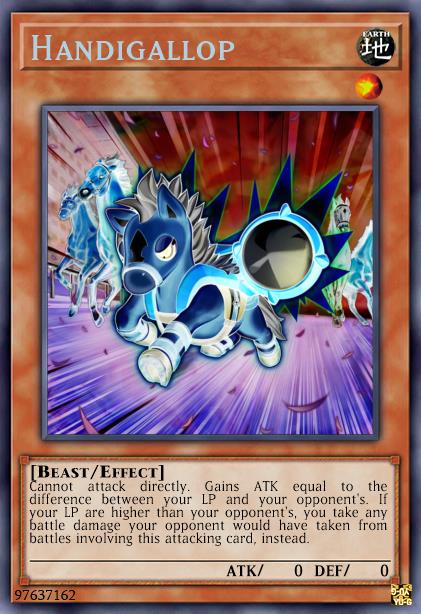 Handigallop
EARTH
地
[Beast/Effect]
Cannot attack directly. Gains ATK equal to the
difference between your LP and your opponent's. If
your LP are higher than your opponent's, you take any
battle damage your opponent would have taken from
battles involving this attacking card, instead.
ATK/ 0 DEF/ 0
97637162